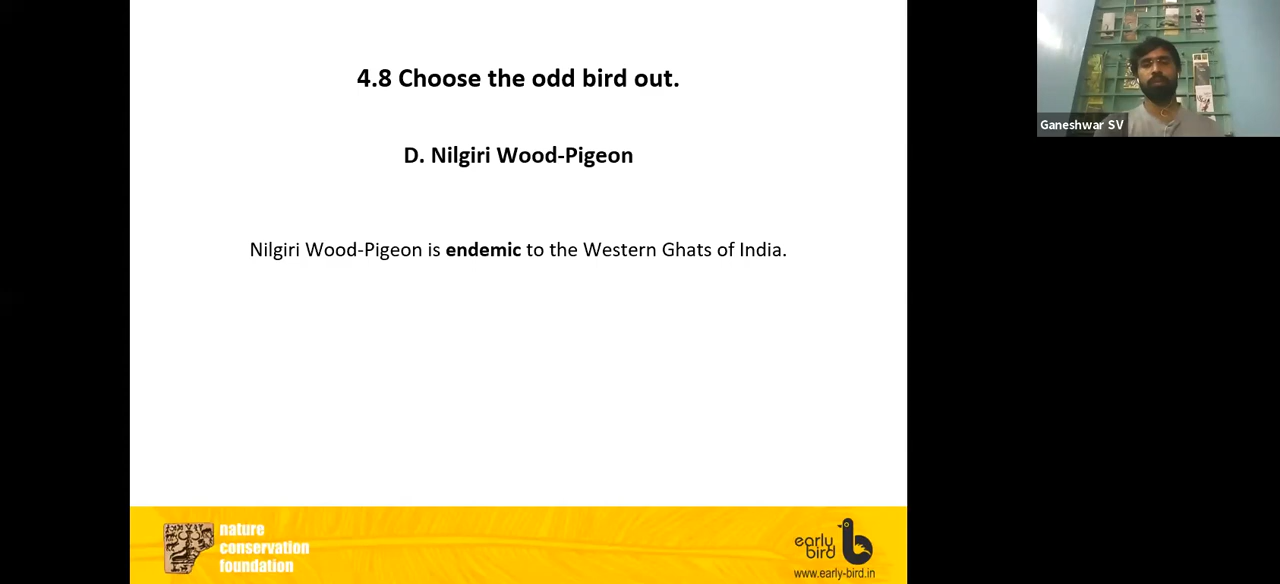 4.8 Choose the odd bird out.
D. Nilgiri Wood-Pigeon
Nilgiri Wood-Pigeon is endemic to the Western Ghats of India.
Ganeshwar SV
nature
conservation
foundation
early
bird
www.early-bird.in